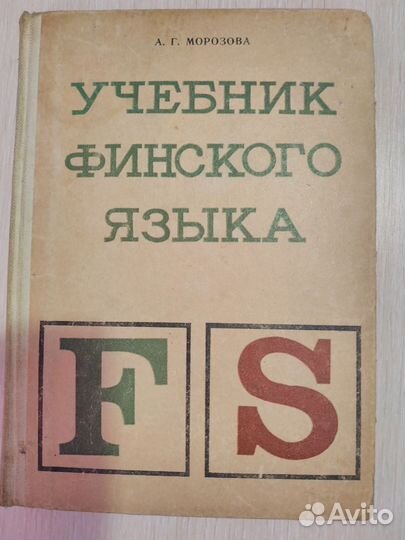 А. Г. МОРОЗОВА
УЧЕБНИК
ФИНСКОГО
ЯЗЫКА
F S
Avito